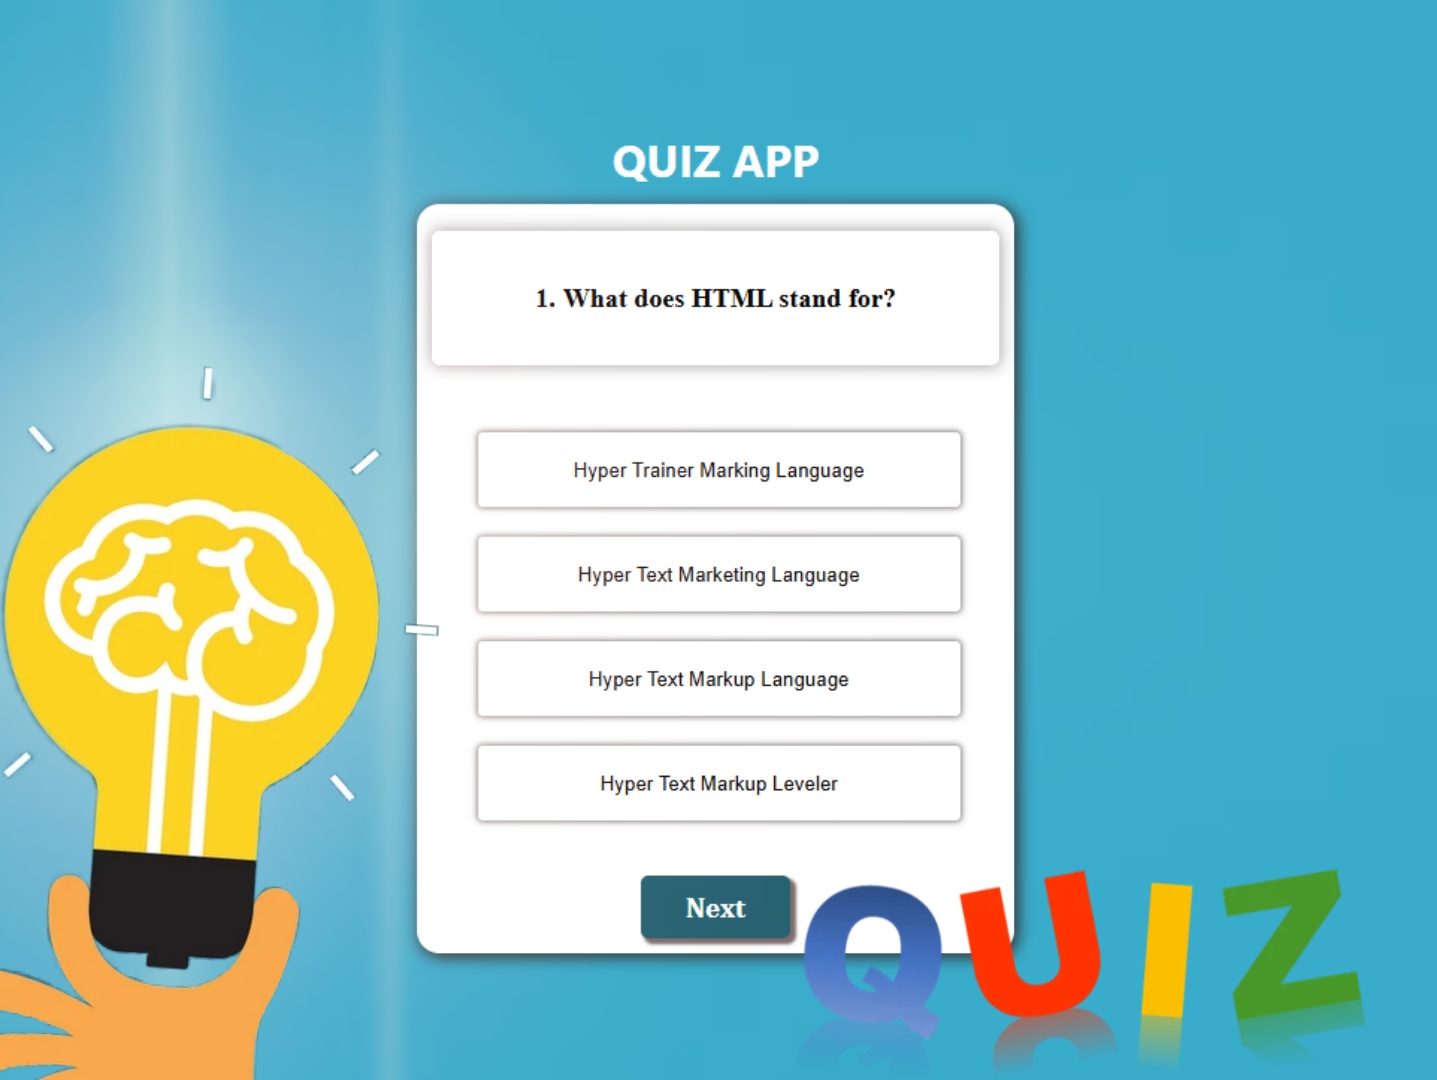 QUIZ APP
1. What does HTML stand for?
Hyper Trainer Marking Language
Hyper Text Marketing Language
Hyper Text Markup Language
Hyper Text Markup Leveler
Next
QUIZ